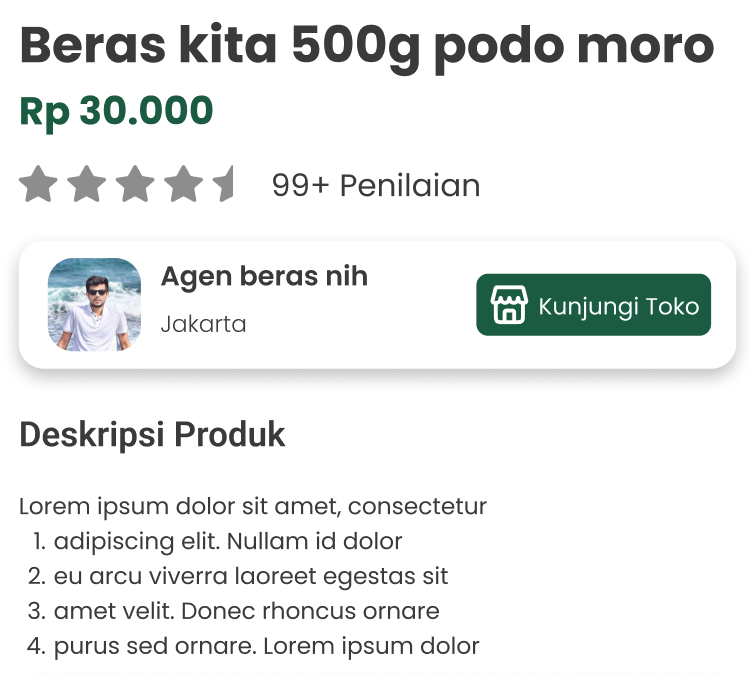 Beras kita 500g podo moro
Rp 30.000
99+ Penilaian
Agen beras nih
Jakarta
Kunjungi Toko
Deskripsi Produk
Lorem ipsum dolor sit amet, consectetur
1. adipiscing elit. Nullam id dolor
2. eu arcu viverra laoreet egestas sit
3. amet velit. Donec rhoncus ornare
4. purus sed ornare. Lorem ipsum dolor